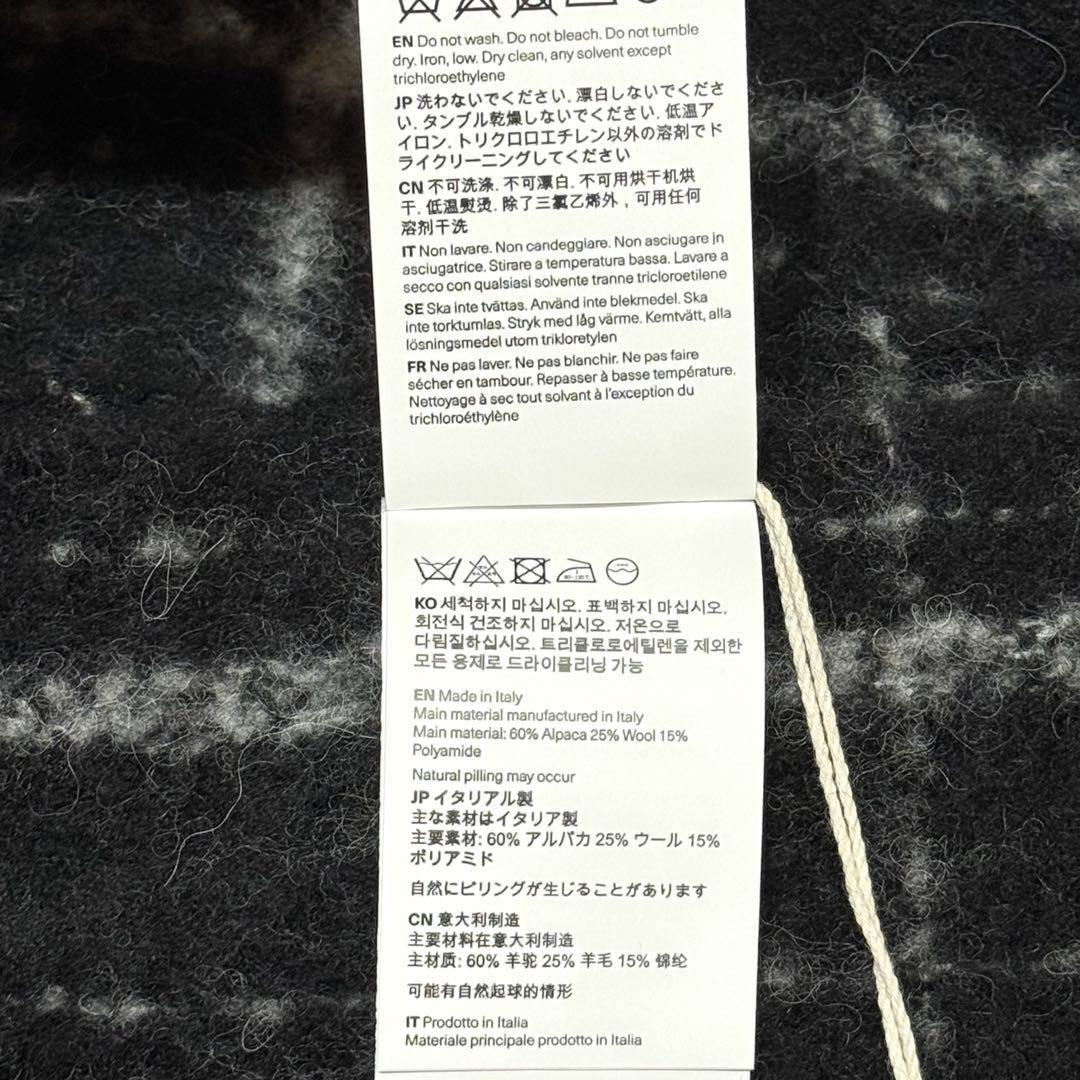 EN Do not wash. Do not bleach. Do not tumble
dry. Iron, low. Dry clean, any solvent except
trichloroethylene
JP 洗わないでください. 漂白しないでくださ
い. タンブル乾燥しないでください. 低温ア
イロン. トリクロロエチレン以外の溶剤でド
ライクリーニングしてください
CN 不可洗涤. 不可漂白. 不可用烘干机烘
干. 低温熨烫. 除了三氯乙烯外，可用任何
溶剂干洗
IT Non lavare. Non candeggiare. Non asciugare in
asciugatrice. Stirare a temperatura bassa. Lavare a
secco con qualsiasi solvente tranne tricloroetilene
SE Ska inte tvättas. Använd inte blekmedel. Ska
inte torktumlas. Stryk med låg värme. Kemtvätt, alla
lösningsmedel utom trikloretylen
FR Ne pas laver. Ne pas blanchir. Ne pas faire
sécher en tambour. Repasser à basse température.
Nettoyage à sec tout solvant à l'exception du
trichloroéthylène
KO 세척하지 마십시오. 표백하지 마십시오.
회전식 건조하지 마십시오. 저온으로
다림질하십시오. 트리클로로에틸렌을 제외한
모든 용제로 드라이클리닝 가능
EN Made in Italy
Main material manufactured in Italy
Main material: 60% Alpaca 25% Wool 15%
Polyamide
Natural pilling may occur
JP イタリアル製
主な素材はイタリア製
主要素材: 60% アルパカ 25% ウール 15%
ポリアミド
自然にピリングが生じることがあります
CN 意大利制造
主要材料在意大利制造
主材质: 60% 羊驼 25% 羊毛 15% 锦纶
可能有自然起球的情形
IT Prodotto in Italia
Materiale principale prodotto in Italia